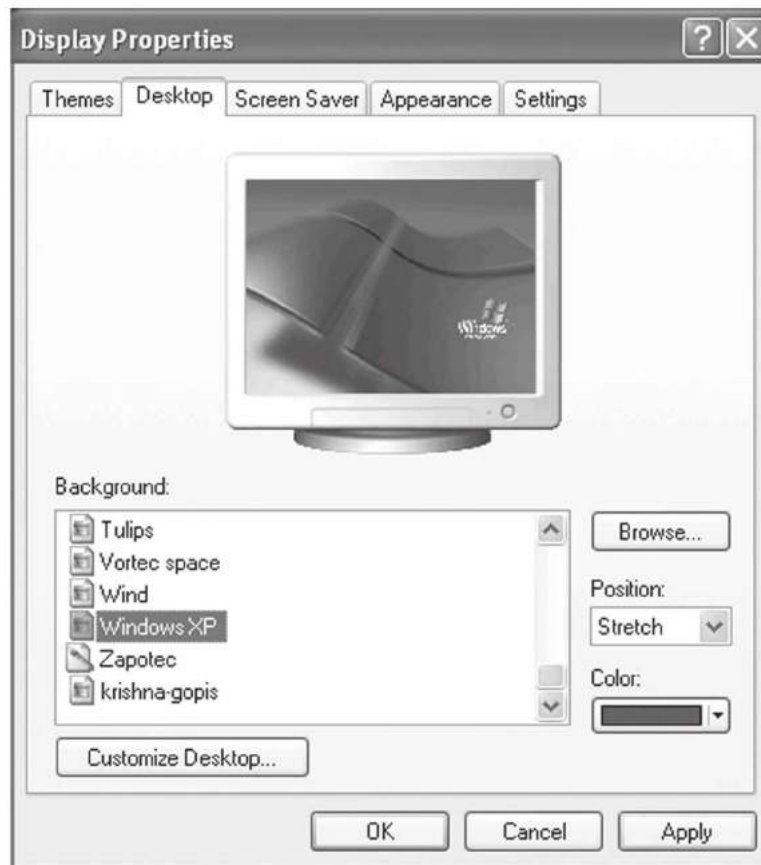 Display Properties
Themes Desktop Screen Saver Appearance Settings
Windows
Background:
Tulips
Vortec space
Wind
Windows XP
Zapotec
krishna-gopis
Browse...
Position:
Stretch
Color:
Customize Desktop...
OK Cancel Apply